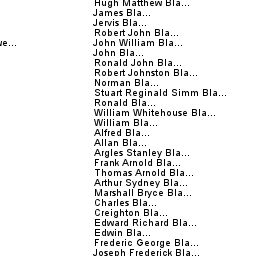 Hugh Matthew Bla...
James Bla...
Jervis Bla...
Robert John Bla...
John William Bla...
John Bla...
Ronald John Bla...
Robert Johnston Bla...
Norman Bla...
Stuart Reginald Simm Bla...
Ronald Bla...
William Whitehouse Bla...
William Bla...
Alfred Bla...
Allan Bla...
Argles Stanley Bla...
Frank Arnold Bla...
Thomas Arnold Bla...
Arthur Sydney Bla...
Marshall Bryce Bla...
Charles Bla...
Creighton Bla...
Edward Richard Bla...
Edwin Bla...
Frederic George Bla...
Joseph Frederick Bla...